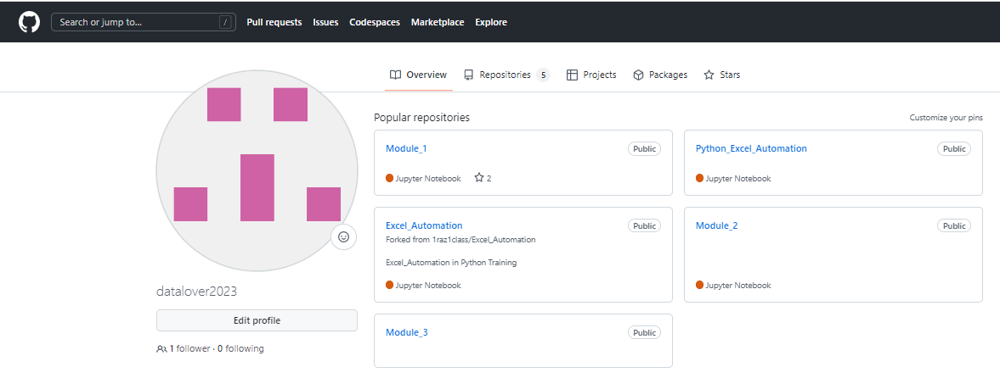 Search or jump to... / Pull requests Issues Codespaces Marketplace Explore
Overview Repositories 5 Projects Packages Stars
Popular repositories Customize your pins
Module_1 Public
Jupyter Notebook 2
Python_Excel_Automation Public
Jupyter Notebook
Excel_Automation Public
Forked from 1raz1class/Excel_Automation
Excel_Automation in Python Training
Jupyter Notebook
Module_2 Public
Jupyter Notebook
Module_3 Public
datalover2023
Edit profile
1 follower · 0 following